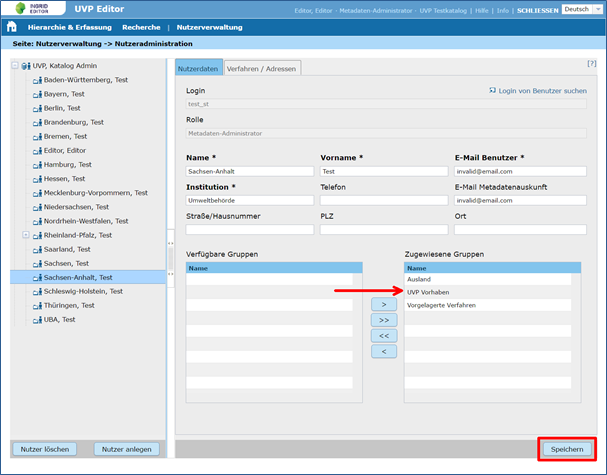 INGRID
EDITOR
UVP Editor
Editor, Editor - Metadaten-Administrator - UVP Testkatalog | Hilfe | Info | SCHLIESSEN Deutsch
Hierarchie & Erfassung Recherche | Nutzerverwaltung
Seite: Nutzerverwaltung -> Nutzeradministration
UVP, Katalog Admin
Baden-Württemberg, Test
Bayern, Test
Berlin, Test
Brandenburg, Test
Bremen, Test
Editor, Editor
Hamburg, Test
Hessen, Test
Mecklenburg-Vorpommern, Test
Niedersachsen, Test
Nordrhein-Westfalen, Test
Rheinland-Pfalz, Test
Saarland, Test
Sachsen, Test
Sachsen-Anhalt, Test
Schleswig-Holstein, Test
Thüringen, Test
UBA, Test
Nutzer löschen Nutzer anlegen
Nutzerdaten Verfahren / Adressen [?]
Login Login von Benutzer suchen
test_st
Rolle
Metadaten-Administrator
Name * Vorname * E-Mail Benutzer *
Sachsen-Anhalt Test invalid@email.com
Institution * Telefon E-Mail Metadatenauskunft
Umweltbehörde invalid@email.com
Straße/Hausnummer PLZ Ort
Verfügbare Gruppen Zugewiesene Gruppen
Name Name
Ausland
UVP Vorhaben
Vorgelagerte Verfahren
>
>>
<<
<
Speichern